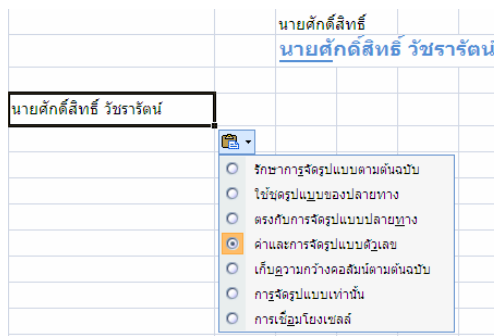 นายศักดิ์สิทธิ์
นายศักดิ์สิทธิ์ วัชรารัตน์
นายศักดิ์สิทธิ์ วัชรารัตน์
รักษาการจัดรูปแบบตามต้นฉบับ
ใช้ชุดรูปแบบของปลายทาง
ตรงกับการจัดรูปแบบปลายทาง
ค่าและการจัดรูปแบบตัวเลข
เก็บความกว้างคอลัมน์ตามต้นฉบับ
การจัดรูปแบบเท่านั้น
การเชื่อมโยงเซลล์